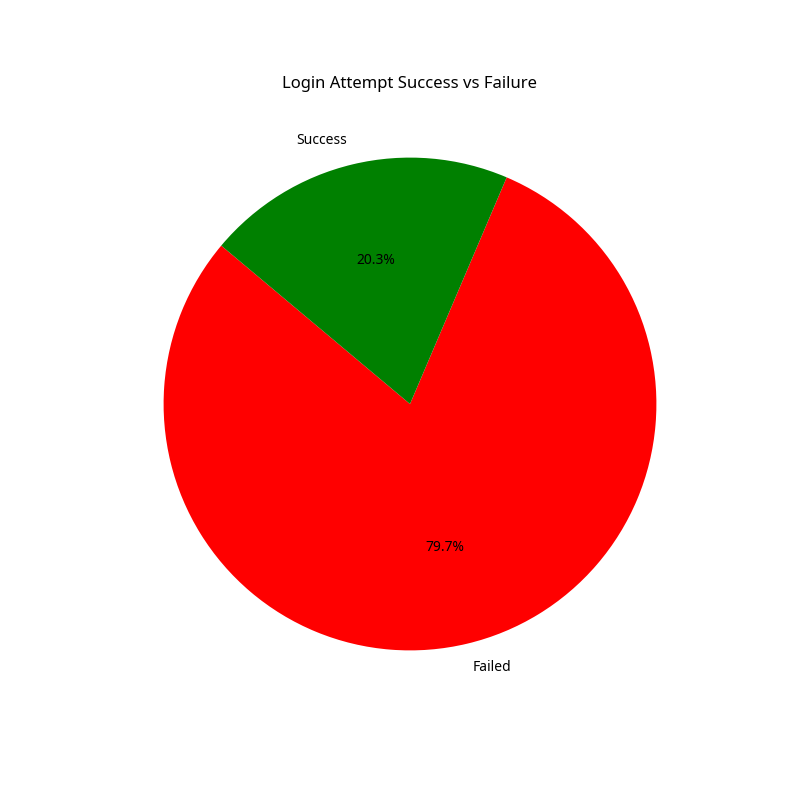 Login Attempt Success vs Failure
Success
20.3%
79.7%
Failed